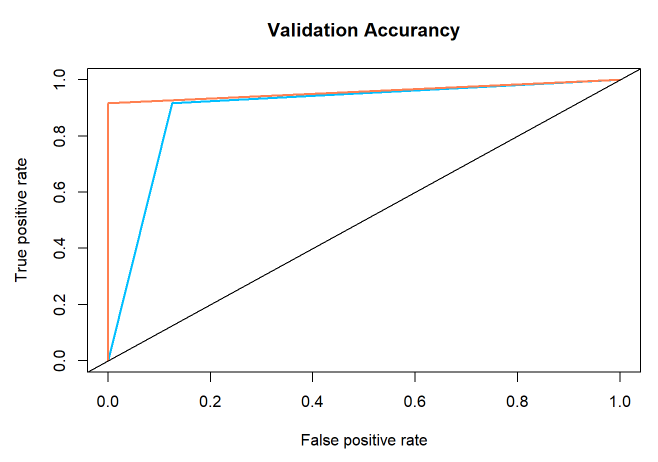 Validation Accurancy
True positive rate
1.0
0.8
0.6
0.4
0.2
0.0
0.0 0.2 0.4 0.6 0.8 1.0
False positive rate